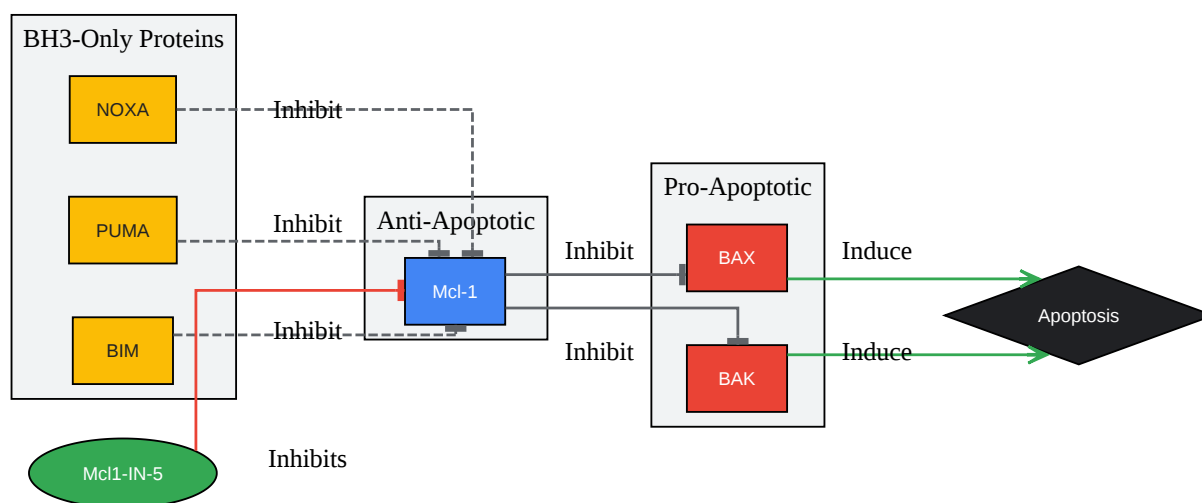 BH3-Only Proteins
NOXA
Inhibit
PUMA
Inhibit
BIM
Inhibit
Mcl1-IN-5
Inhibits
Anti-Apoptotic
Mcl-1
Inhibit
Inhibit
Pro-Apoptotic
BAX
BAK
Induce
Induce
Apoptosis